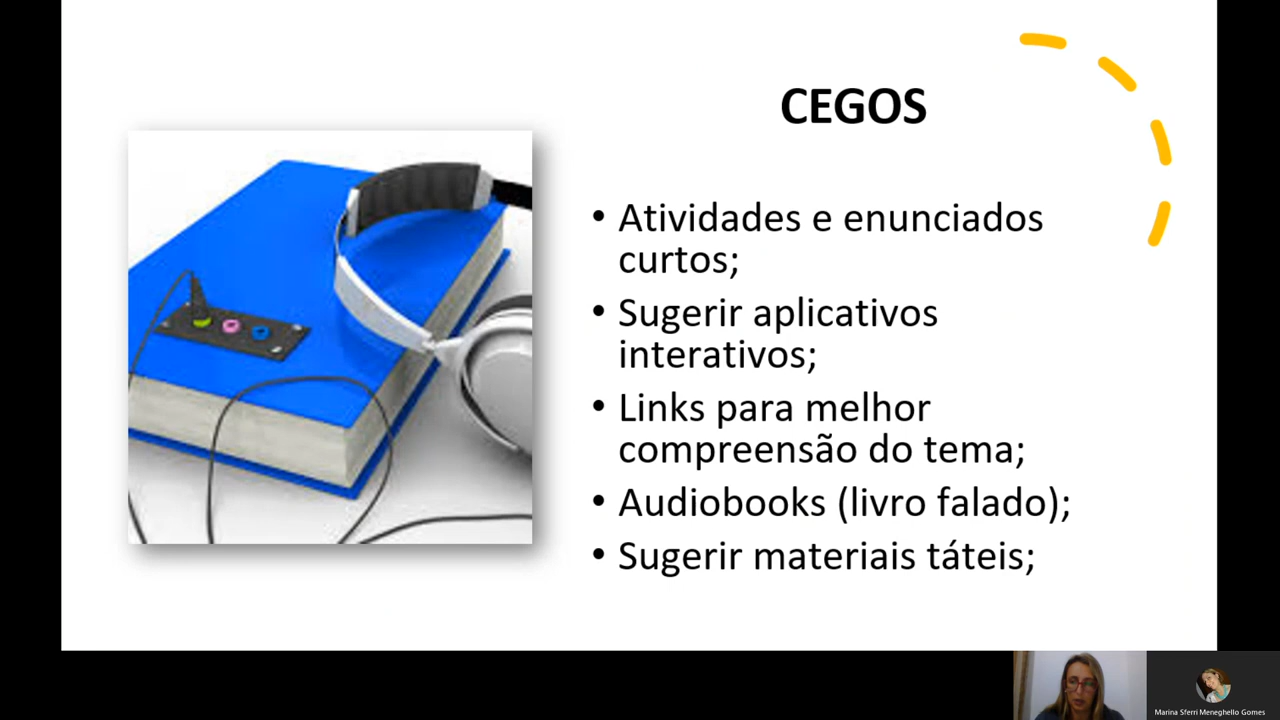 CEGOS
• Atividades e enunciados
curtos;
• Sugerir aplicativos
interativos;
• Links para melhor
compreensão do tema;
• Audiobooks (livro falado);
• Sugerir materiais táteis;
Marina Sferri Meneghello Gomes